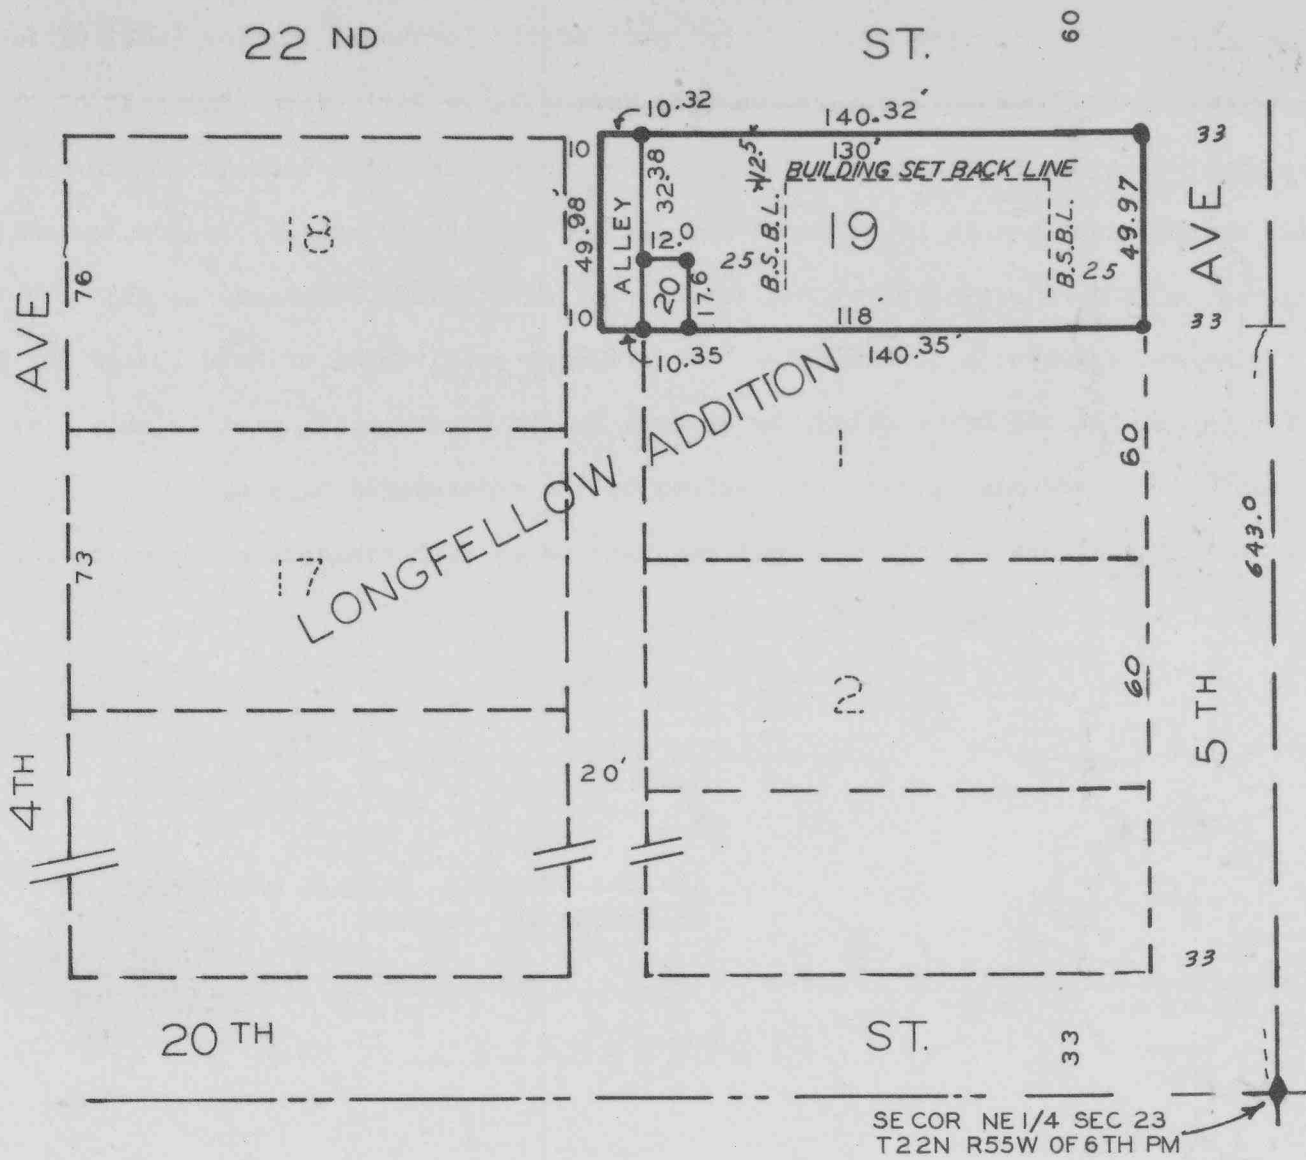 22 ND ST. 60
10.32 140.32'
10 130' 33
12.5
32.38 BUILDING SET BACK LINE
18 49.98' ALLEY 12.0 25 B.S.B.L. 19 B.S.B.L. 25 49.97 AVE
76 20 17.6
10 118' 33
10.35 140.35'
AVE
LONGFELLOW ADDITION
1 60
73 643.0
17
2 60
5 TH
4TH 20'
33
20 TH ST. 33
SE COR NE 1/4 SEC 23
T22N R55W OF 6TH PM